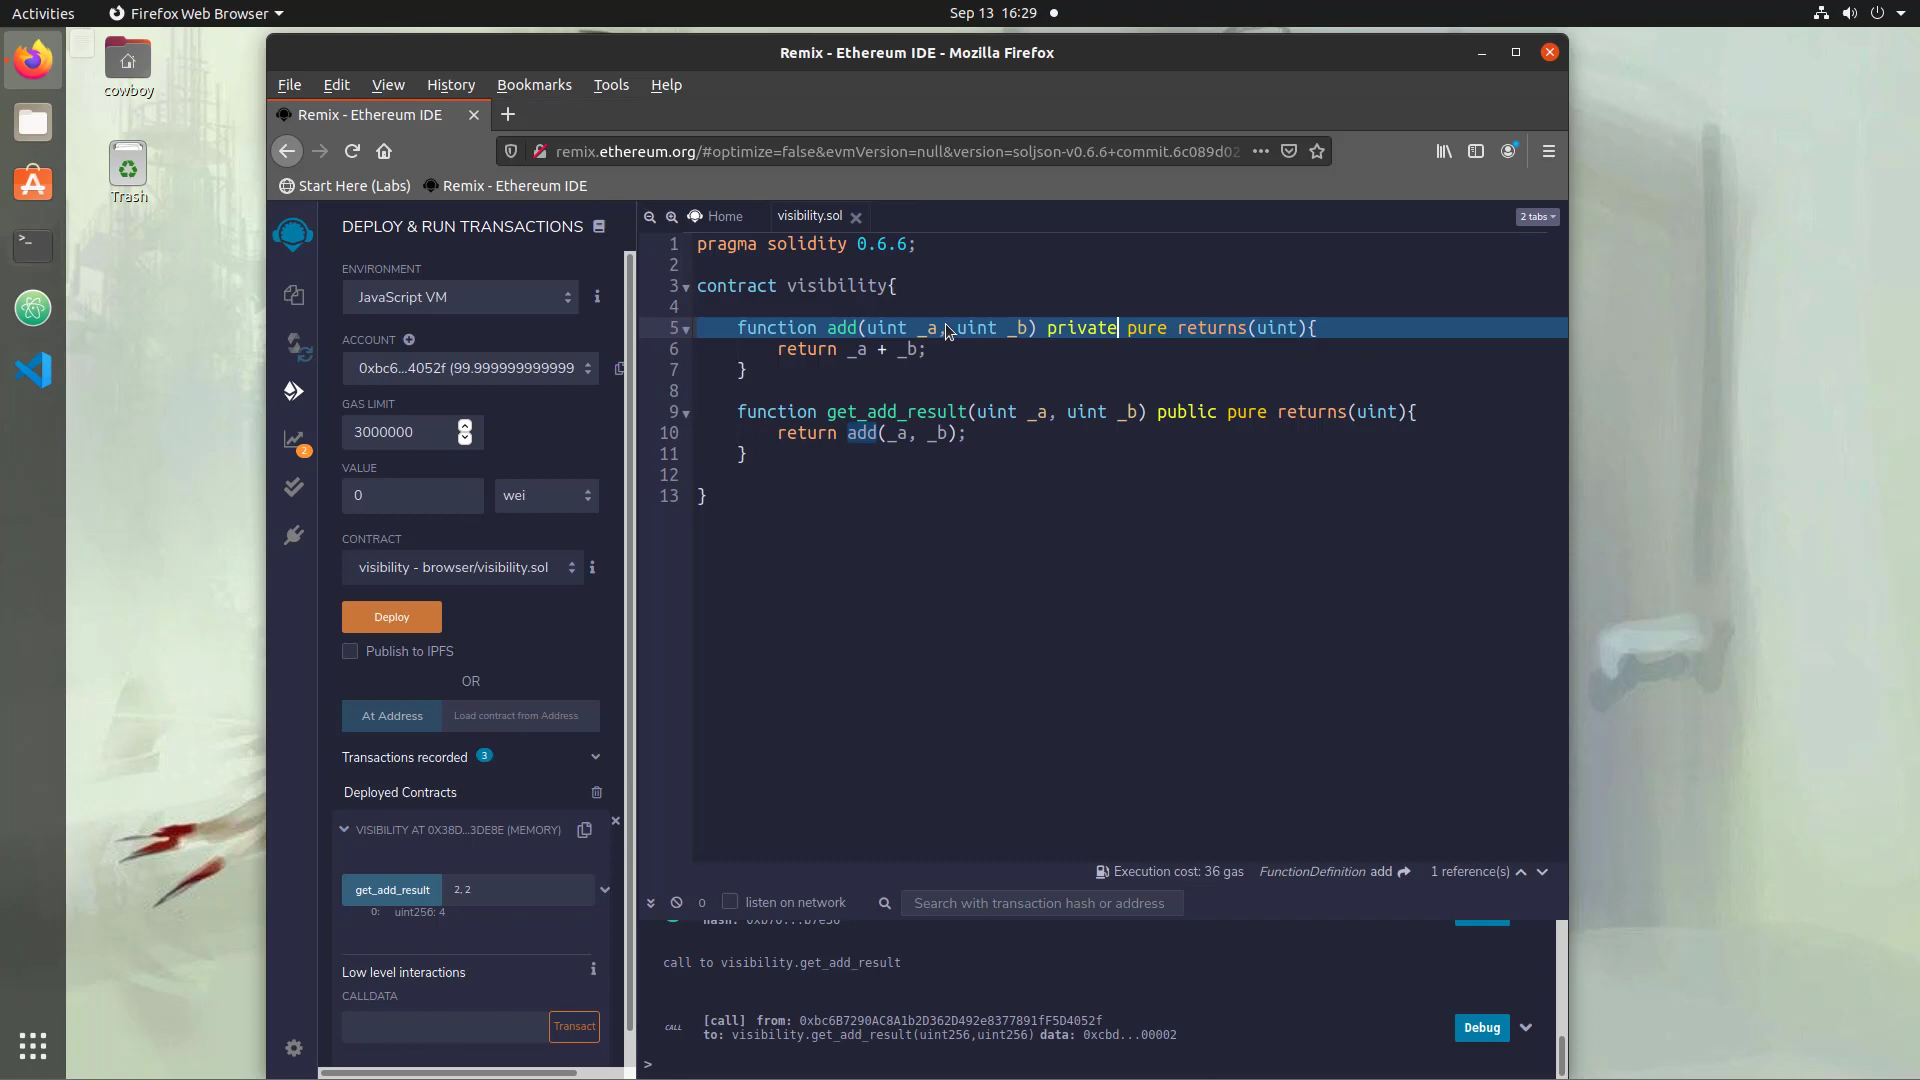 Activities
Firefox Web Browser
Sep 13 16:29
cowboy
Trash
Remix - Ethereum IDE - Mozilla Firefox
File Edit View History Bookmarks Tools Help
Remix - Ethereum IDE
remix.ethereum.org/#optimize=false&evmVersion=null&version=soljson-v0.6.6+commit.6c089d02
Start Here (Labs)
Remix - Ethereum IDE
2
DEPLOY & RUN TRANSACTIONS
ENVIRONMENT
JavaScript VM
ACCOUNT
0xbc6...4052f (99.999999999999
GAS LIMIT
3000000
VALUE
0
wei
CONTRACT
visibility - browser/visibility.sol
Deploy
Publish to IPFS
OR
At Address
Load contract from Address
Transactions recorded 3
Deployed Contracts
VISIBILITY AT 0X38D...3DE8E (MEMORY)
get_add_result
2, 2
0: uint256: 4
Low level interactions
CALLDATA
Transact
Home
visibility.sol
2 tabs
1 pragma solidity 0.6.6;
2
3 contract visibility{
4
5 function add(uint _a, uint _b) private pure returns(uint){
6 return _a + _b;
7 }
8
9 function get_add_result(uint _a, uint _b) public pure returns(uint){
10 return add(_a, _b);
11 }
12
13 }
Execution cost: 36 gas
FunctionDefinition add
1 reference(s)
0
listen on network
Search with transaction hash or address
call to visibility.get_add_result
CALL
[call] from: 0xbc6B7290AC8A1b2D362D492e8377891fF5D4052f
to: visibility.get_add_result(uint256,uint256) data: 0xcbd...00002
Debug
>